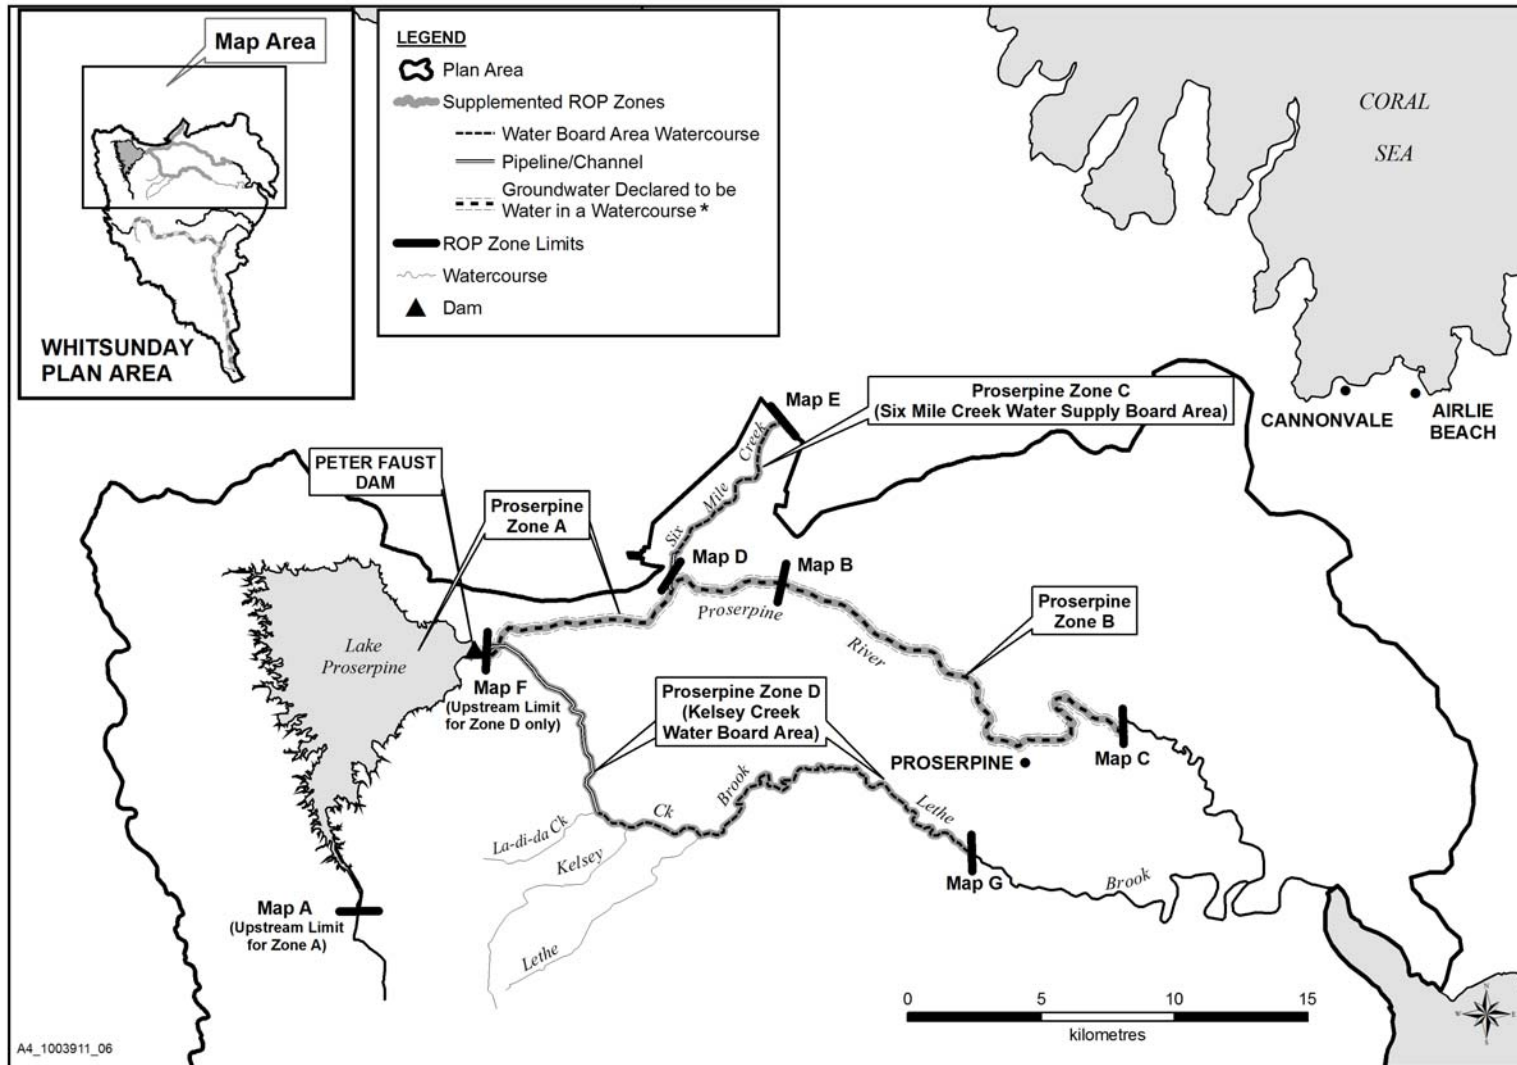 Map Area
WHITSUNDAY
PLAN AREA
LEGEND
Plan Area
Supplemented ROP Zones
Water Board Area Watercourse
Pipeline/Channel
Groundwater Declared to be
Water in a Watercourse *
ROP Zone Limits
Watercourse
Dam
CORAL
SEA
CANNONVALE
AIRLIE
BEACH
Map E
Proserpine Zone C
(Six Mile Creek Water Supply Board Area)
PETER FAUST
DAM
Proserpine
Zone A
Six
Mile
Creek
Map D
Map B
Proserpine
River
Proserpine
Zone B
Lake
Proserpine
Map F
(Upstream Limit
for Zone D only)
Proserpine Zone D
(Kelsey Creek
Water Board Area)
PROSERPINE
Map C
La-di-da Ck
Kelsey
Ck
Brook
Lethe
Lethe
Map G
Brook
Map A
(Upstream Limit
for Zone A)
0
5
10
15
kilometres
N
W
E
S
A4_1003911_06